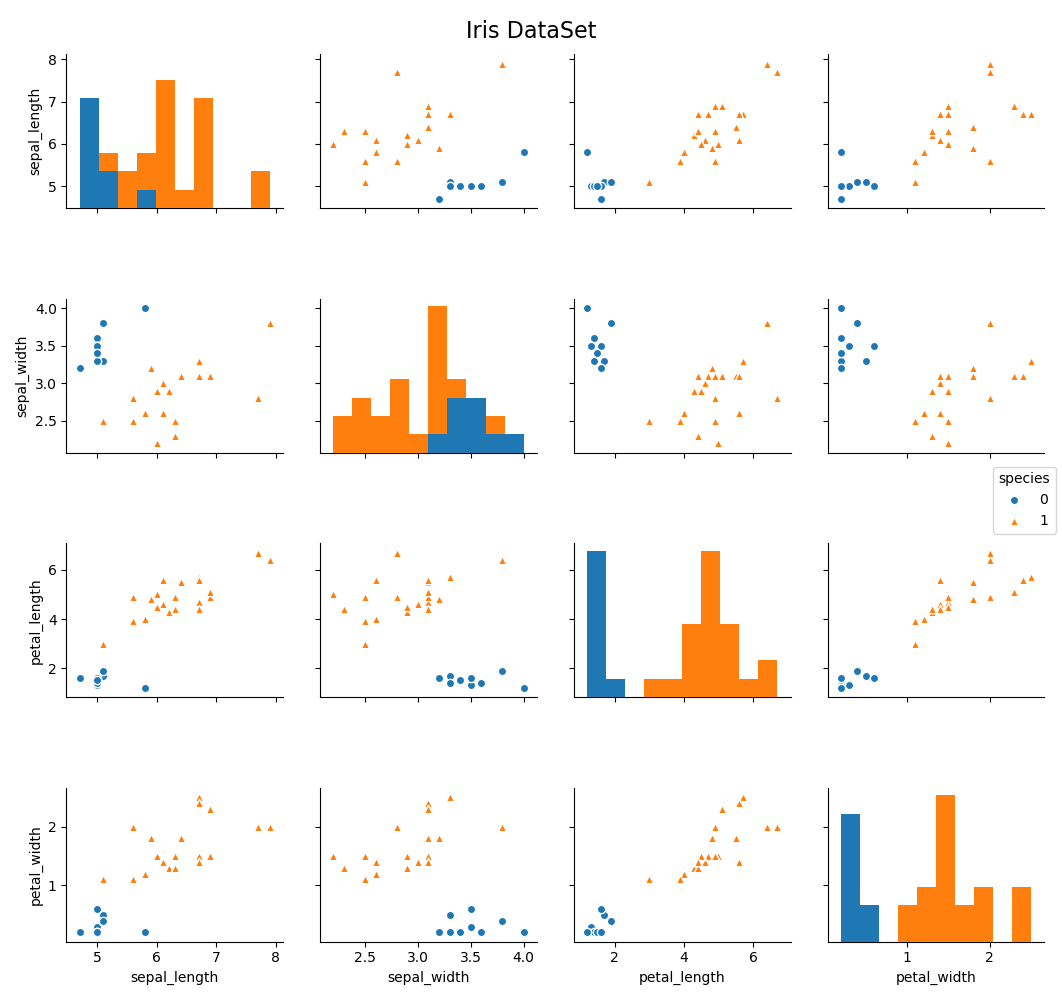 Iris DataSet
8
7
6
5
sepal_length
4.0
3.5
3.0
2.5
sepal_width
species
0
1
6
4
2
petal_length
2
1
petal_width
5 6 7 8
2.5 3.0 3.5 4.0
2 4 6
1 2
sepal_length sepal_width petal_length petal_width